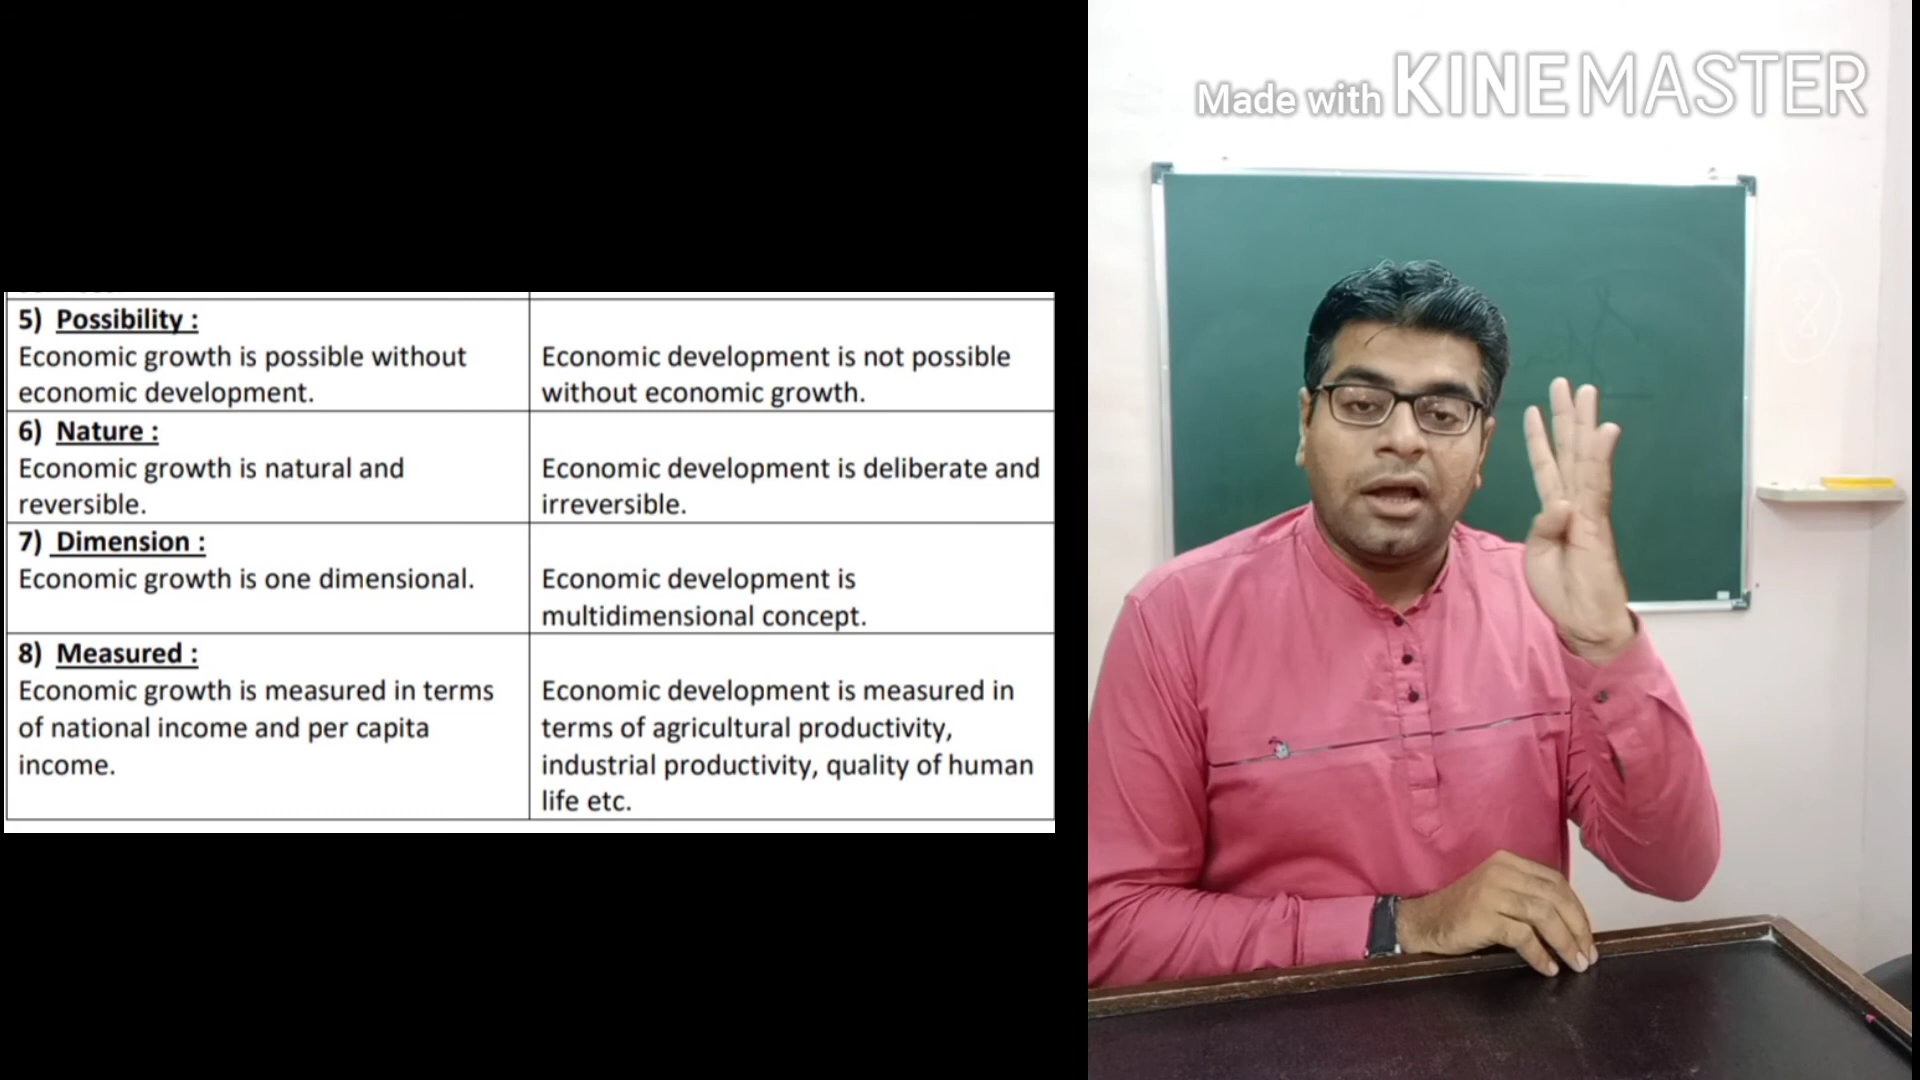 Made with KINEMASTER
5) Possibility :
Economic growth is possible without
economic development.
Economic development is not possible
without economic growth.
6) Nature :
Economic growth is natural and
reversible.
Economic development is deliberate and
irreversible.
7) Dimension :
Economic growth is one dimensional.
Economic development is
multidimensional concept.
8) Measured :
Economic growth is measured in terms
of national income and per capita
income.
Economic development is measured in
terms of agricultural productivity,
industrial productivity, quality of human
life etc.